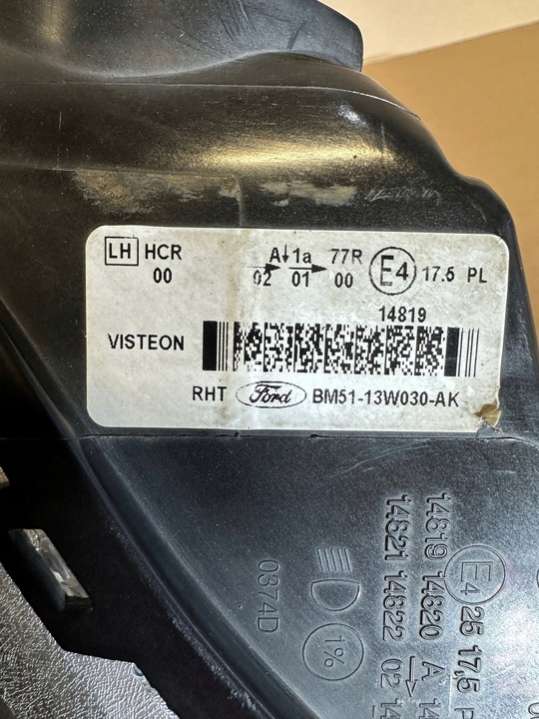 LH HCR A↓1a 77R E4 17.5 PL
00 02 01 00
14819
VISTEON
RHT Ford BM51-13W030-AK
14819 14820 A
14821 14822 02
E4 25 17,5
0374D
1%